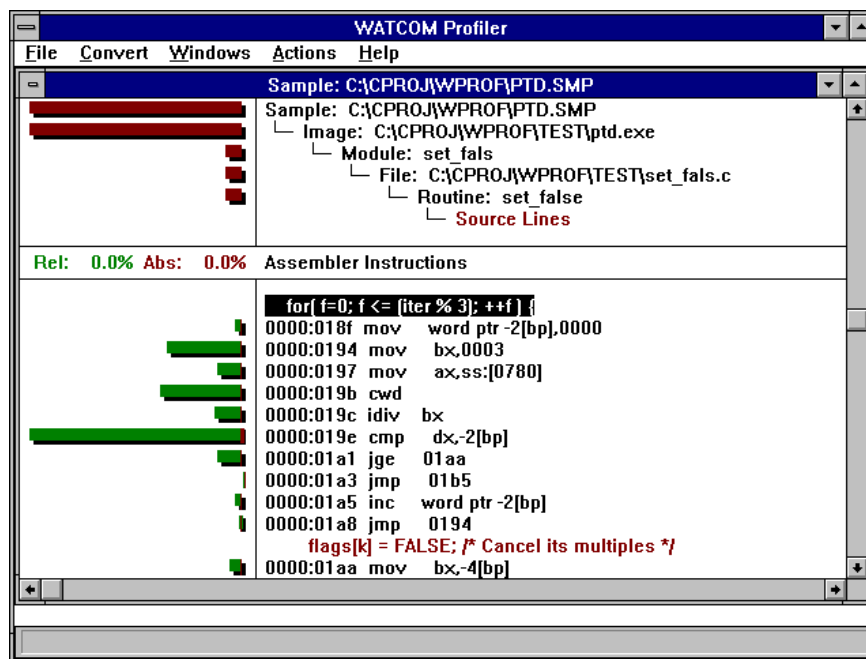 WATCOM Profiler
File Convert Windows Actions Help
Sample: C:\CPROJ\WPROF\PTD.SMP
Sample: C:\CPROJ\WPROF\PTD.SMP
Image: C:\CPROJ\WPROF\TEST\ptd.exe
Module: set_fals
File: C:\CPROJ\WPROF\TEST\set_fals.c
Routine: set_false
Source Lines
Rel: 0.0% Abs: 0.0% Assembler Instructions
for( f=0; f <= (iter % 3); ++f ) {
0000:018f mov word ptr -2[bp],0000
0000:0194 mov bx,0003
0000:0197 mov ax,ss:[0780]
0000:019b cwd
0000:019c idiv bx
0000:019e cmp dx,-2[bp]
0000:01a1 jge 01aa
0000:01a3 jmp 01b5
0000:01a5 inc word ptr -2[bp]
0000:01a8 jmp 0194
flags[k] = FALSE; /* Cancel its multiples */
0000:01aa mov bx,-4[bp]